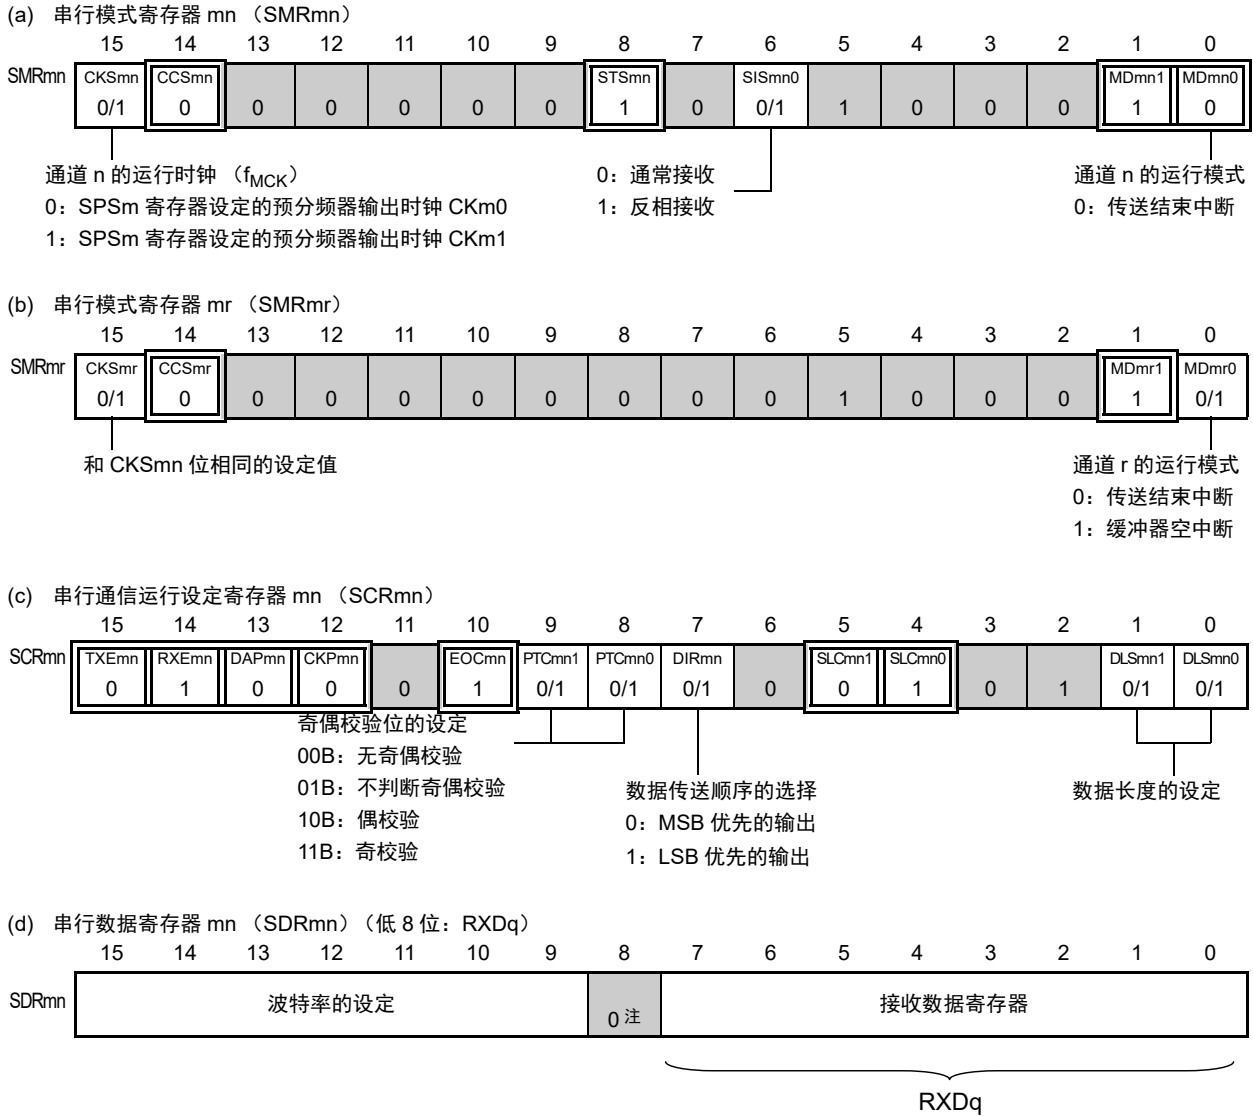 (a) 串行模式寄存器 mn （SMRmn）
15 14 13 12 11 10 9 8 7 6 5 4 3 2 1 0
SMRmn CKSmn CCSmn STSmn SISmn0 MDmn1 MDmn0
0/1 0 0 0 0 0 0 1 0 0/1 1 0 0 0 1 0
通道 n 的运行时钟 （fMCK）
0：SPSm 寄存器设定的预分频器输出时钟 CKm0
1：SPSm 寄存器设定的预分频器输出时钟 CKm1
0：通常接收
1：反相接收
通道 n 的运行模式
0：传送结束中断
(b) 串行模式寄存器 mr （SMRmr）
15 14 13 12 11 10 9 8 7 6 5 4 3 2 1 0
SMRmr CKSmr CCSmr MDmr1 MDmr0
0/1 0 0 0 0 0 0 0 0 0 1 0 0 0 1 0/1
和 CKSmn 位相同的设定值
通道 r 的运行模式
0：传送结束中断
1：缓冲器空中断
(c) 串行通信运行设定寄存器 mn （SCRmn）
15 14 13 12 11 10 9 8 7 6 5 4 3 2 1 0
SCRmn TXEmn RXEmn DAPmn CKPmn EOCmn PTCmn1 PTCmn0 DIRmn SLCmn1 SLCmn0 DLSmn1 DLSmn0
0 1 0 0 0 1 0/1 0/1 0/1 0 0 1 0 1 0/1 0/1
奇偶校验位的设定
00B：无奇偶校验
01B：不判断奇偶校验
10B：偶校验
11B：奇校验
数据传送顺序的选择
0：MSB 优先的输出
1：LSB 优先的输出
数据长度的设定
(d) 串行数据寄存器 mn （SDRmn）（低 8 位：RXDq）
15 14 13 12 11 10 9 8 7 6 5 4 3 2 1 0
SDRmn 波特率的设定 0 注 接收数据寄存器
RXDq